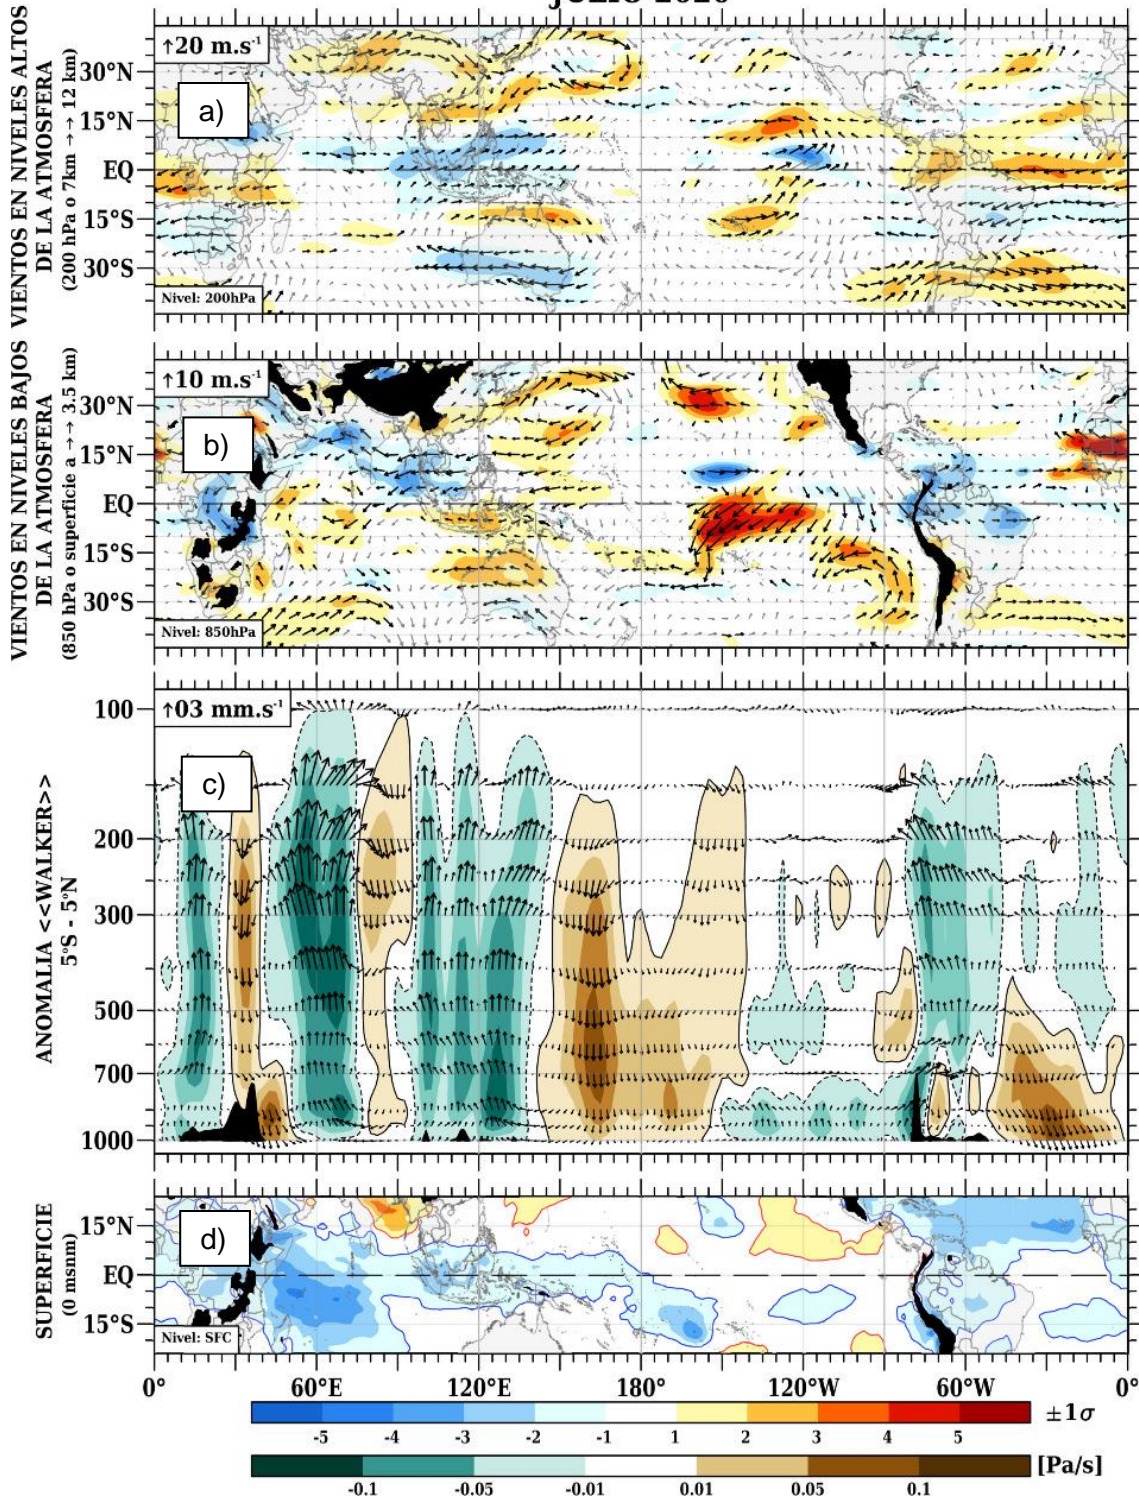 VIENTOS EN NIVELES ALTOS
DE LA ATMOSFERA
(200 hPa o 7km → → 12 km)
↑20 m.s⁻¹
a)
30°N
15°N
EQ
15°S
30°S
Nivel: 200hPa
VIENTOS EN NIVELES BAJOS
DE LA ATMOSFERA
(850 hPa o superficie a → → 3.5 km)
↑10 m.s⁻¹
b)
30°N
15°N
EQ
15°S
30°S
Nivel: 850hPa
ANOMALIA <<WALKER>>
5°S - 5°N
↑03 mm.s⁻¹
c)
100
200
300
500
700
1000
SUPERFICIE
(0 msnm)
d)
15°N
EQ
15°S
Nivel: SFC
0° 60°E 120°E 180° 120°W 60°W 0°
±1σ
-5 -4 -3 -2 -1 1 2 3 4 5
[Pa/s]
-0.1 -0.05 -0.01 0.01 0.05 0.1